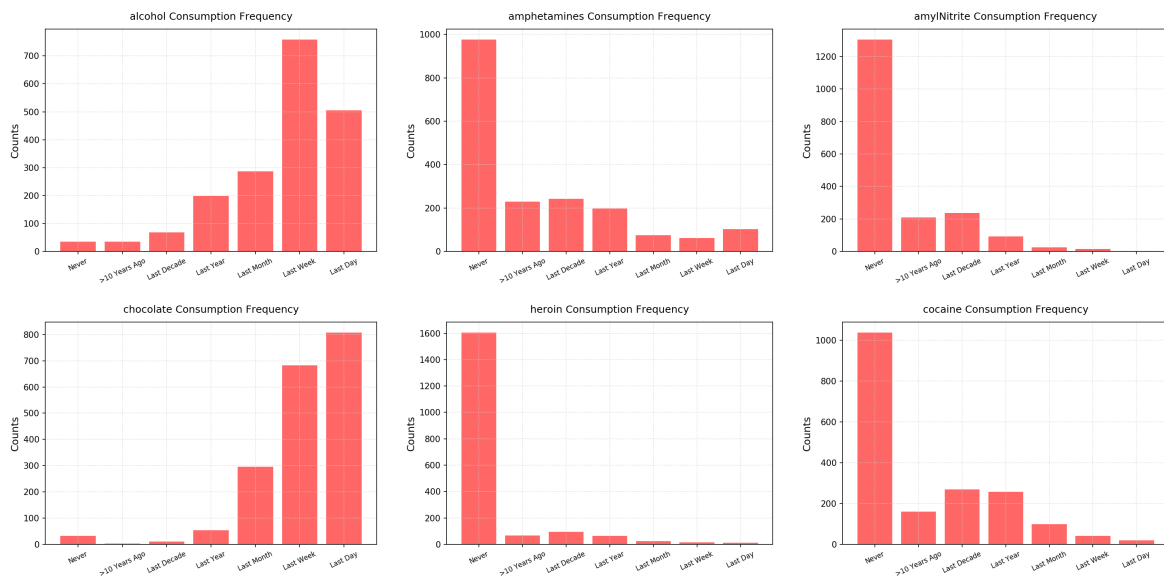 alcohol Consumption Frequency
Counts
700
600
500
400
300
200
100
0
Never
>10 Years Ago
Last Decade
Last Year
Last Month
Last Week
Last Day
amphetamines Consumption Frequency
Counts
1000
800
600
400
200
0
Never
>10 Years Ago
Last Decade
Last Year
Last Month
Last Week
Last Day
amylNitrite Consumption Frequency
Counts
1200
1000
800
600
400
200
0
Never
>10 Years Ago
Last Decade
Last Year
Last Month
Last Week
Last Day
chocolate Consumption Frequency
Counts
800
700
600
500
400
300
200
100
0
Never
>10 Years Ago
Last Decade
Last Year
Last Month
Last Week
Last Day
heroin Consumption Frequency
Counts
1600
1400
1200
1000
800
600
400
200
0
Never
>10 Years Ago
Last Decade
Last Year
Last Month
Last Week
Last Day
cocaine Consumption Frequency
Counts
1000
800
600
400
200
0
Never
>10 Years Ago
Last Decade
Last Year
Last Month
Last Week
Last Day